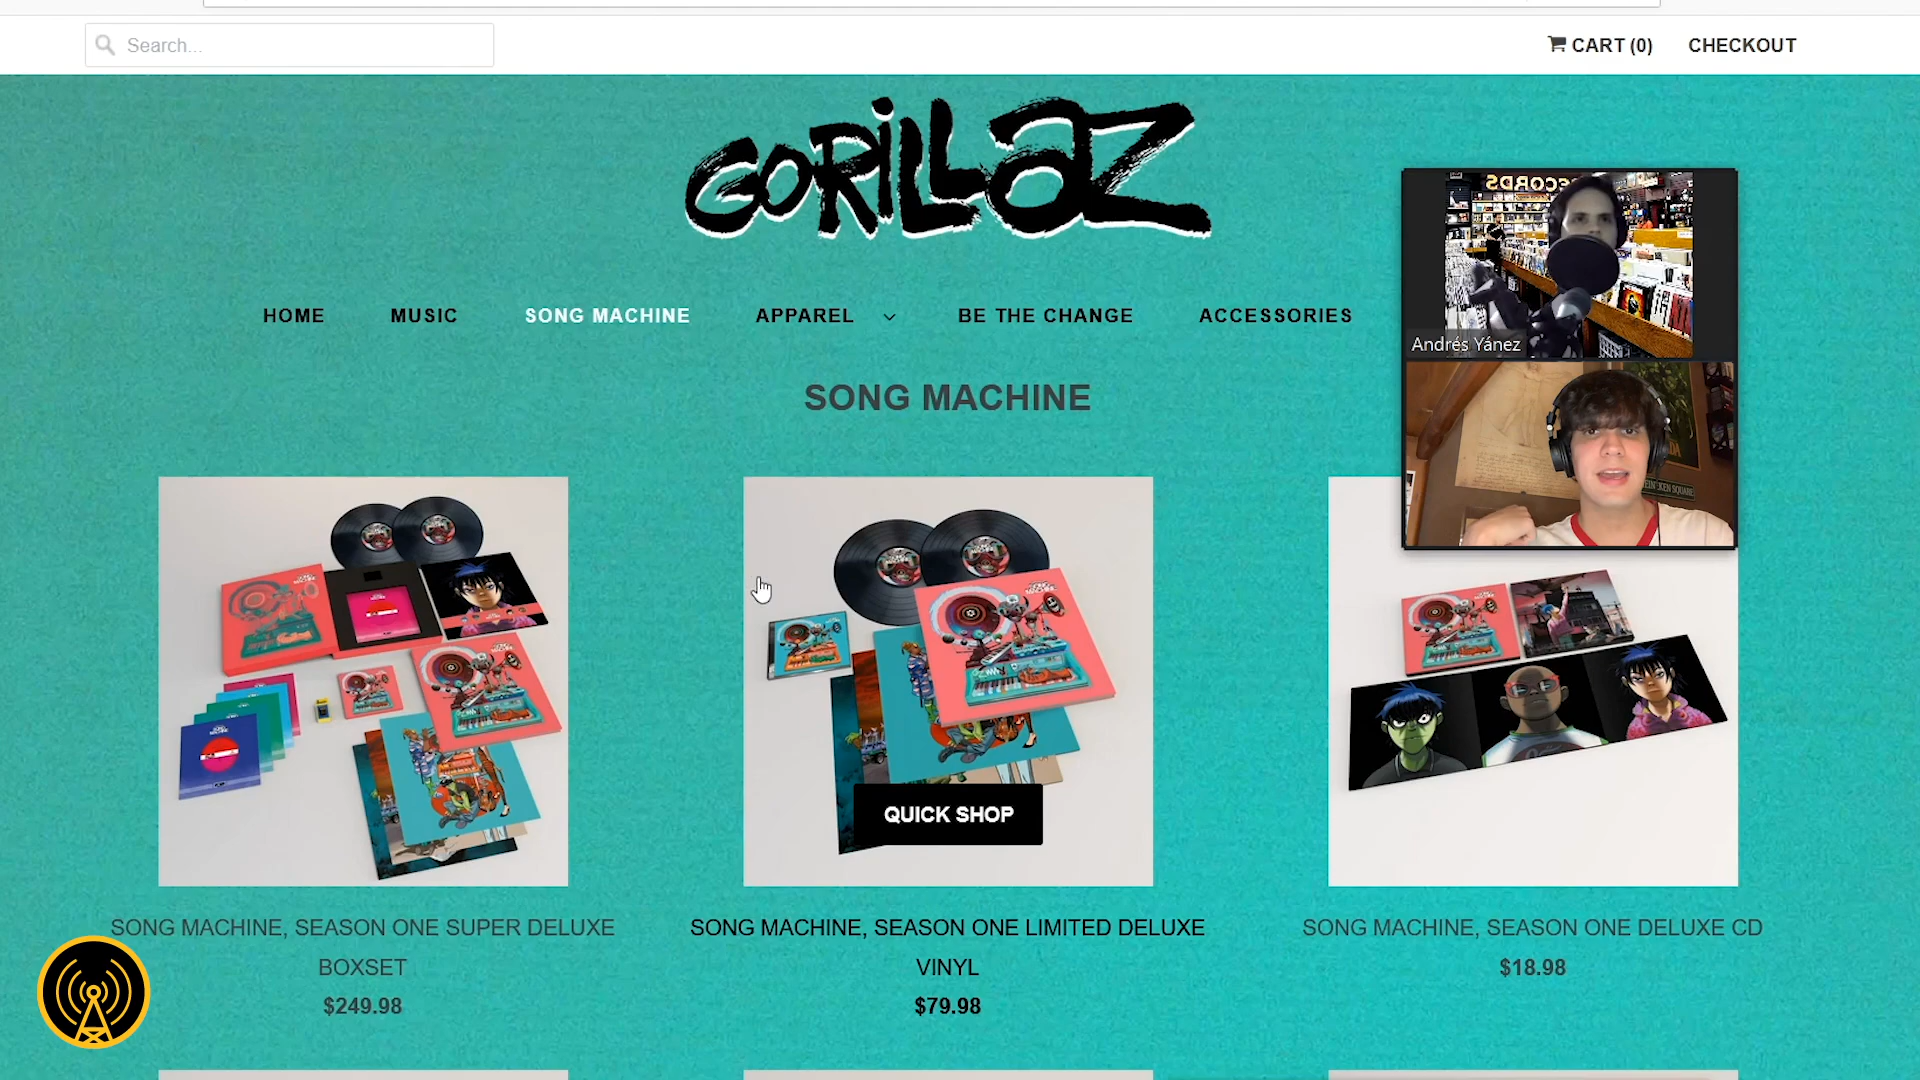 Search...
CART (0)
CHECKOUT
GORILLAZ
HOME
MUSIC
SONG MACHINE
APPAREL
BE THE CHANGE
ACCESSORIES
RECORDS
Andrés Yánez
SONG MACHINE
QUICK SHOP
SONG MACHINE, SEASON ONE SUPER DELUXE
BOXSET
$249.98
SONG MACHINE, SEASON ONE LIMITED DELUXE
VINYL
$79.98
SONG MACHINE, SEASON ONE DELUXE CD
$18.98